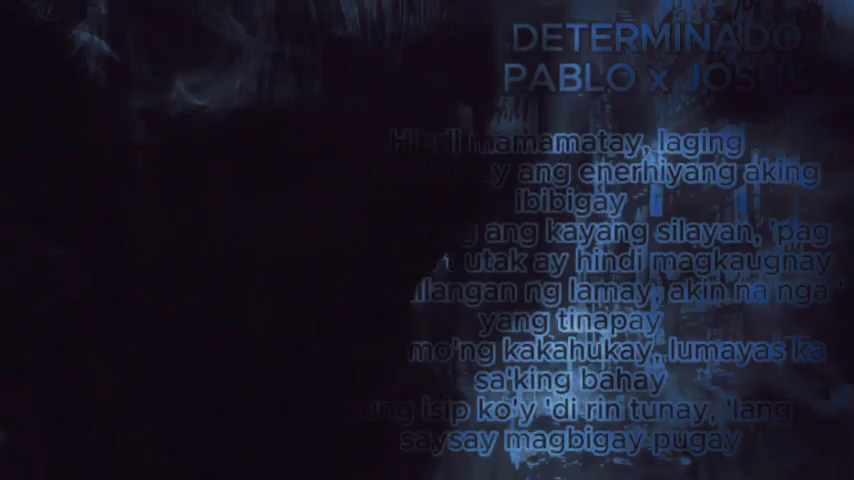 DETERMINADO
PABLO x JOSUE
Hindi mamamatay, laging
ang enerhiyang aking
ibibigay
ang kayang silayan, 'pag
utak ay hindi magkaugnay
ng lamay, akin na nga
yang tinapay
mo'ng kakahukay, lumayas ka
sa'king bahay
isip ko'y 'di rin tunay, 'lang
saysay magbigay-pugay